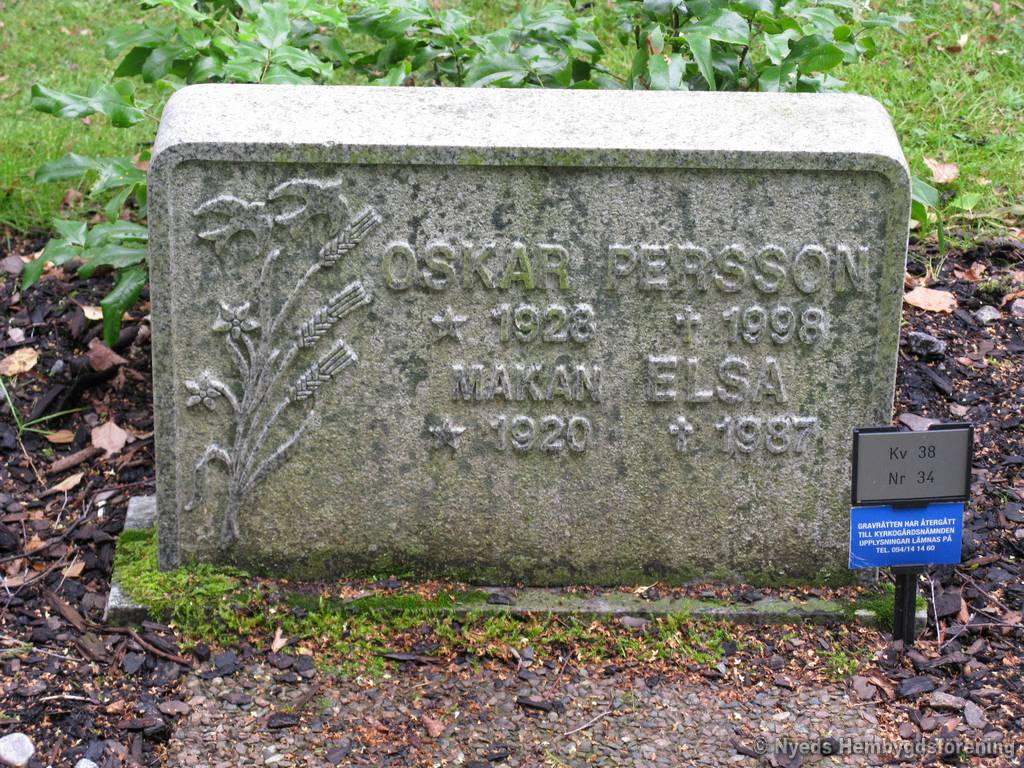 OSKAR PERSSON
★ 1923 ✝ 1998
MAKAN ELSA
★ 1920 ✝ 1987
Kv 38
Nr 34
GRAVRÄTTEN HAR ÅTERGÅTT
TILL KYRKOGÅRDSNÄMNDEN
UPPLYSNINGAR LÄMNAS PÅ
TEL. 054/14 14 60
© Nyeds Hembygdsförening